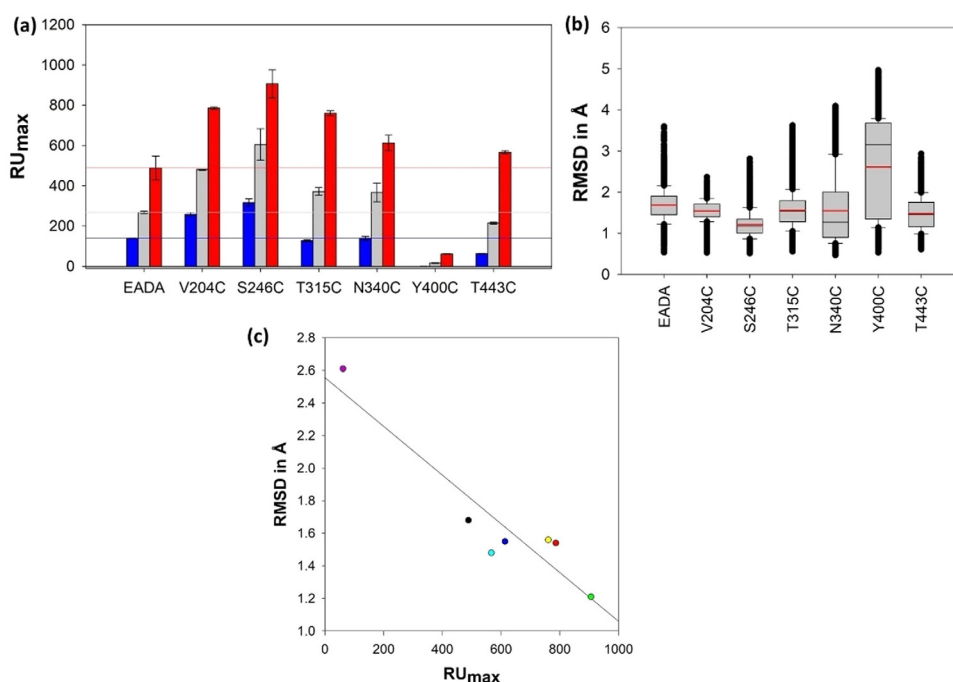 (a)
RUmax
1200
1000
800
600
400
200
0
EADA V204C S246C T315C N340C Y400C T443C
(b)
RMSD in Å
6
5
4
3
2
1
0
EADA V204C S246C T315C N340C Y400C T443C
(c)
RMSD in Å
2.8
2.6
2.4
2.2
2.0
1.8
1.6
1.4
1.2
1.0
0 200 400 600 800 1000
RUmax